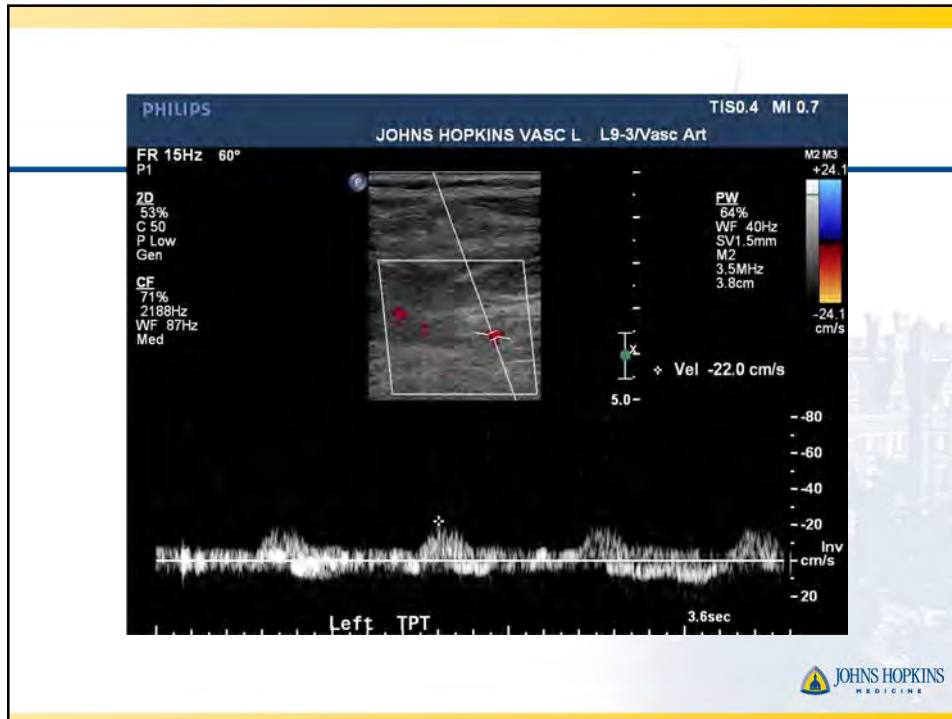 PHILIPS
TIS0.4 MI 0.7
JOHNS HOPKINS VASC L L9-3/Vasc Art
FR 15Hz 60°
P1
2D
53%
C 50
P Low
Gen
CF
71%
2188Hz
WF 87Hz
Med
P
M2 M3
+24.1
-24.1
cm/s
PW
64%
WF 40Hz
SV1.5mm
M2
3.5MHz
3.8cm
x
Vel -22.0 cm/s
5.0
-80
-60
-40
-20
Inv
cm/s
20
3.6sec
Left TPT
JOHNS HOPKINS
MEDICINE